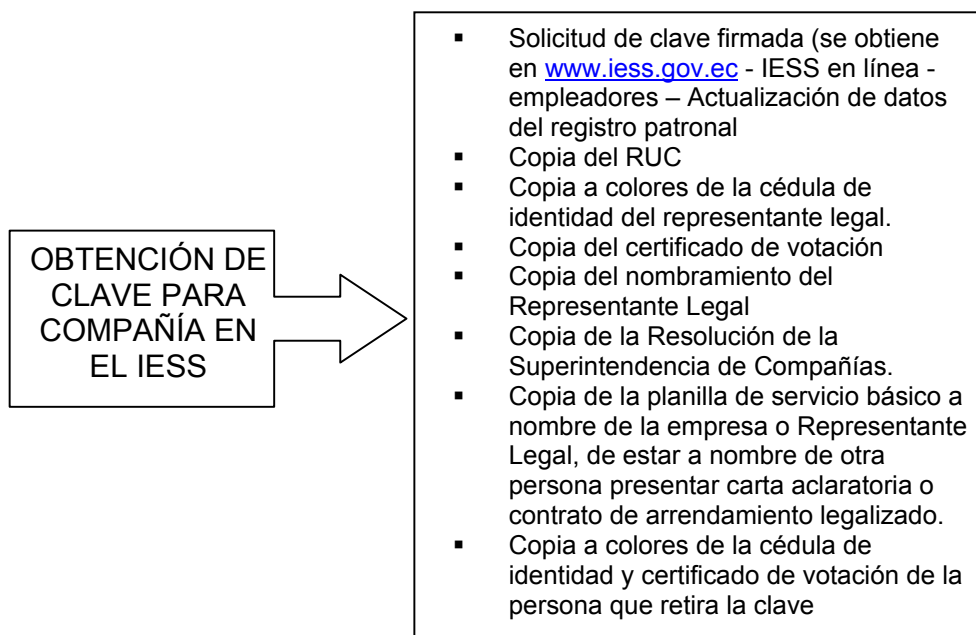 OBTENCIÓN DE
CLAVE PARA
COMPAÑÍA EN
EL IESS
▪ Solicitud de clave firmada (se obtiene
en www.iess.gov.ec - IESS en línea -
empleadores – Actualización de datos
del registro patronal
▪ Copia del RUC
▪ Copia a colores de la cédula de
identidad del representante legal.
▪ Copia del certificado de votación
▪ Copia del nombramiento del
Representante Legal
▪ Copia de la Resolución de la
Superintendencia de Compañías.
▪ Copia de la planilla de servicio básico a
nombre de la empresa o Representante
Legal, de estar a nombre de otra
persona presentar carta aclaratoria o
contrato de arrendamiento legalizado.
▪ Copia a colores de la cédula de
identidad y certificado de votación de la
persona que retira la clave